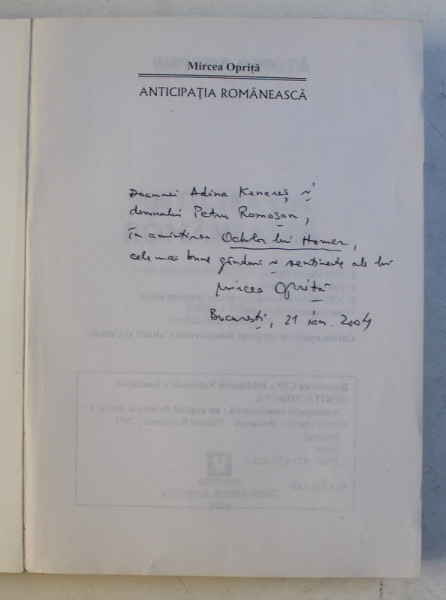 Mircea Opriță
ANTICIPAȚIA ROMÂNEASCĂ
Doamnei Adina Kenereș și
domnului Petru Romoșan,
în amintirea Ochilor lui Homer,
cele mai bune gânduri și sentimente ale lui
Mircea Opriță
București, 21 ian. 2004